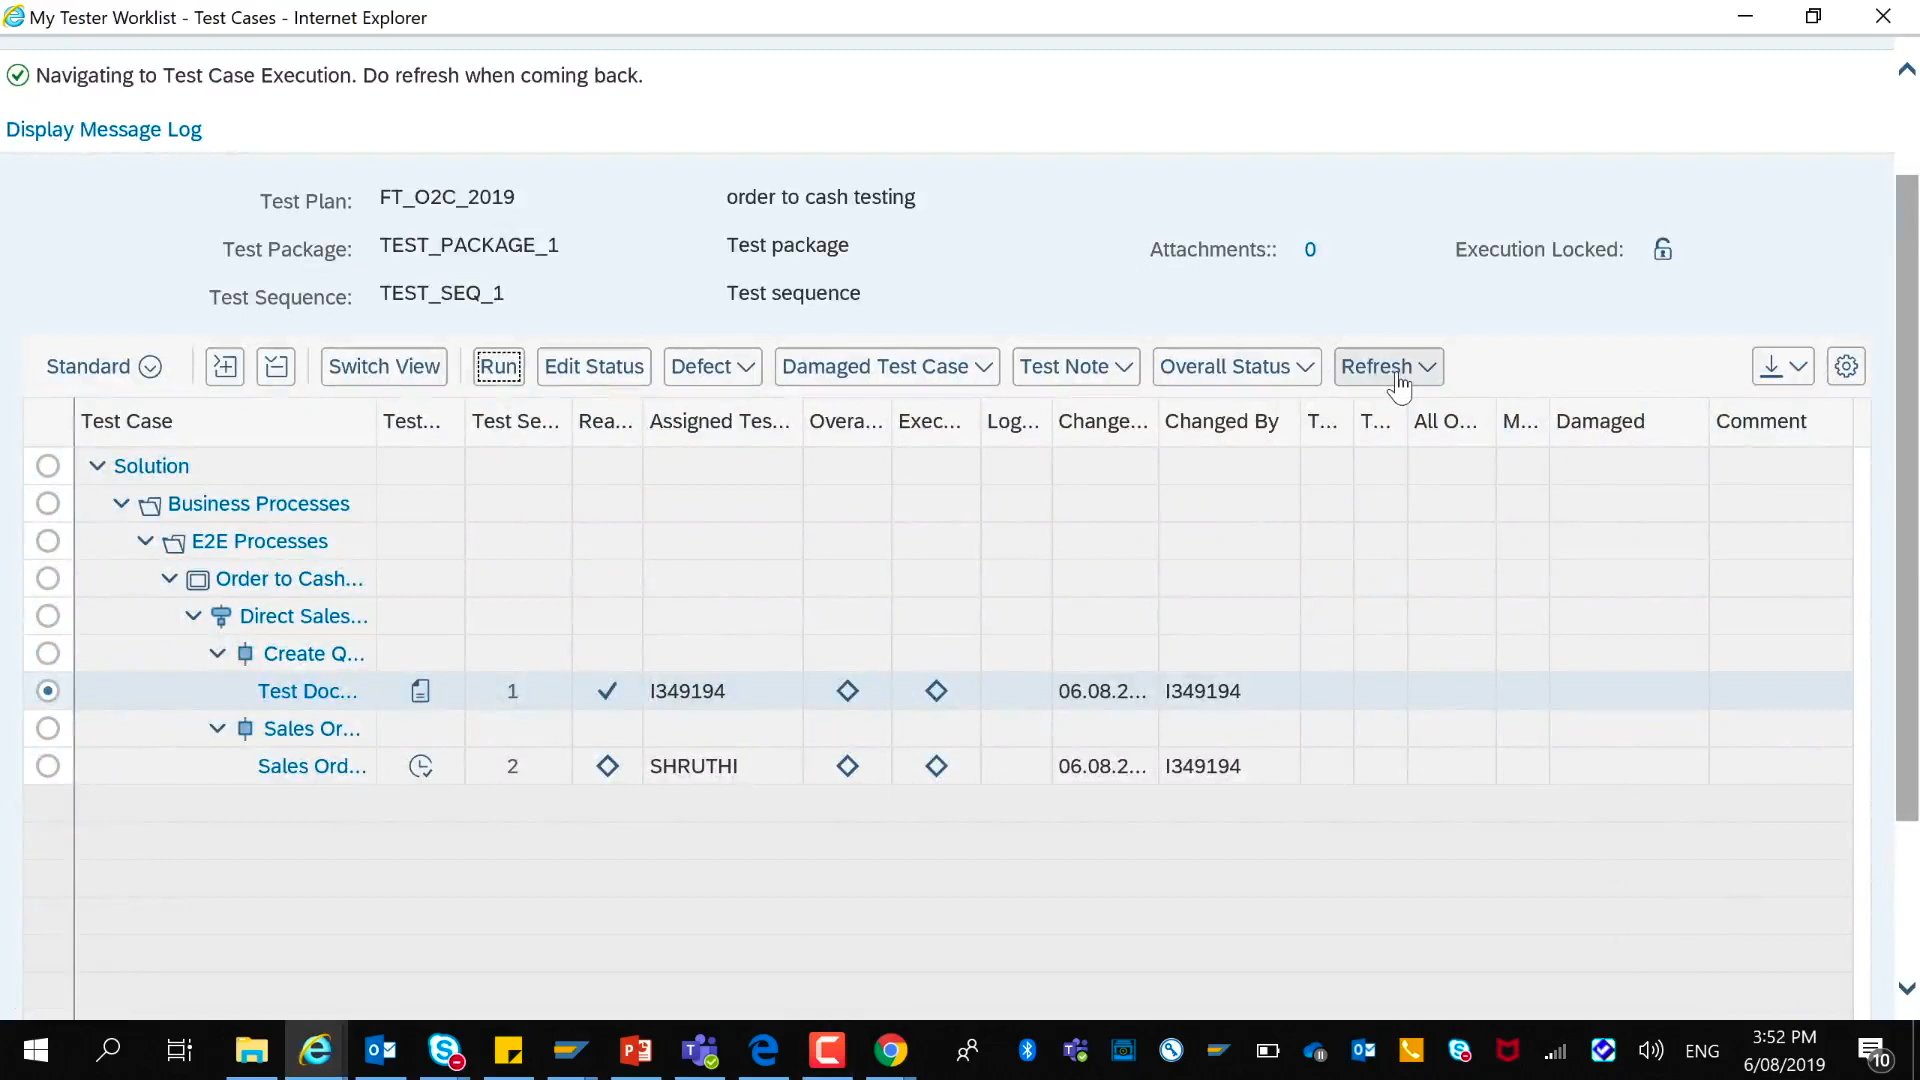 My Tester Worklist - Test Cases - Internet Explorer
Navigating to Test Case Execution. Do refresh when coming back.
Display Message Log
Test Plan: FT_O2C_2019 order to cash testing
Test Package: TEST_PACKAGE_1 Test package Attachments:: 0 Execution Locked:
Test Sequence: TEST_SEQ_1 Test sequence
Standard Switch View Run Edit Status Defect Damaged Test Case Test Note Overall Status Refresh
Test Case Test... Test Se... Rea... Assigned Tes... Overa... Exec... Log... Change... Changed By T... T... All O... M... Damaged Comment
Solution
Business Processes
E2E Processes
Order to Cash...
Direct Sales...
Create Q...
Test Doc... 1 I349194 06.08.2... I349194
Sales Or...
Sales Ord... 2 SHRUTHI 06.08.2... I349194
ENG 3:52 PM
6/08/2019 10